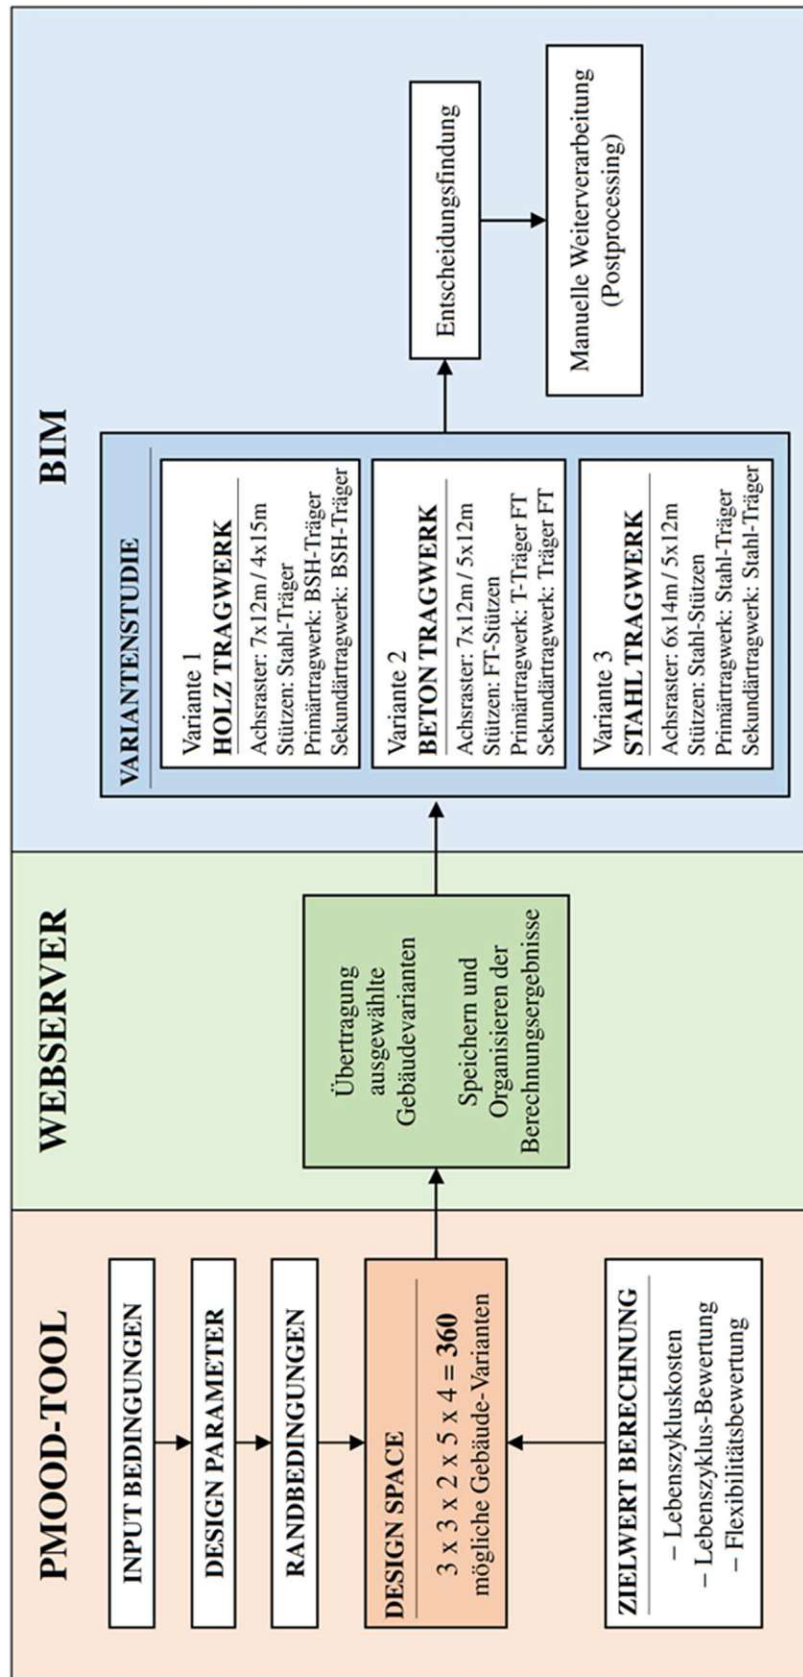 PMOOD-TOOL
INPUT BEDINGUNGEN
DESIGN PARAMETER
RANDBEDINGUNGEN
DESIGN SPACE
3 x 3 x 2 x 5 x 4 = 360
mögliche Gebäude-Varianten
ZIELWERT BERECHNUNG
– Lebenszykluskosten
– Lebenszyklus-Bewertung
– Flexibilitätsbewertung
WEBSERVER
Übertragung
ausgewählte
Gebäudevarianten
Speichern und
Organisieren der
Berechnungsergebnisse
BIM
VARIANTENSTUDIE
Variante 1
HOLZ TRAGWERK
Achsraster: 7x12m / 4x15m
Stützen: Stahl-Träger
Primärtragwerk: BSH-Träger
Sekundärtragwerk: BSH-Träger
Variante 2
BETON TRAGWERK
Achsraster: 7x12m / 5x12m
Stützen: FT-Stützen
Primärtragwerk: T-Träger FT
Sekundärtragwerk: Träger FT
Variante 3
STAHL TRAGWERK
Achsraster: 6x14m / 5x12m
Stützen: Stahl-Stützen
Primärtragwerk: Stahl-Träger
Sekundärtragwerk: Stahl-Träger
Entscheidungsfindung
Manuelle Weiterverarbeitung
(Postprocessing)